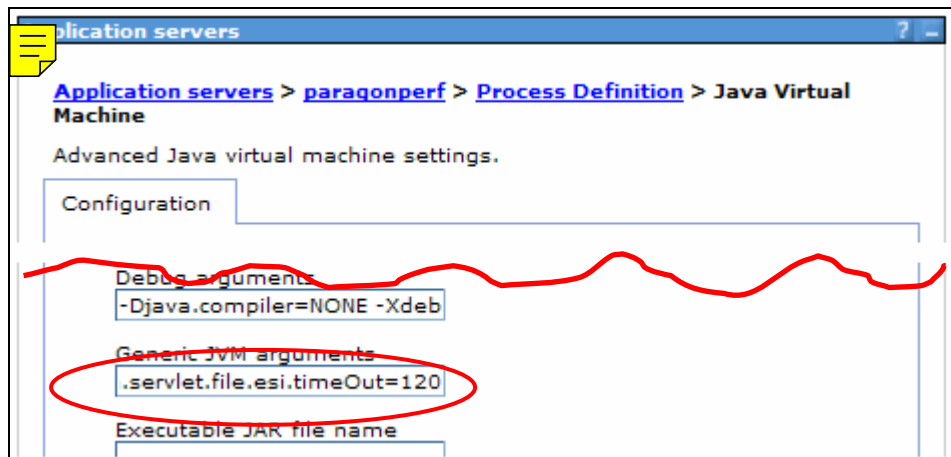 plication servers ? –
Application servers > paragonperf > Process Definition > Java Virtual
Machine
Advanced Java virtual machine settings.
Configuration
Debug arguments
-Djava.compiler=NONE -Xdeb
Generic JVM arguments
.servlet.file.esi.timeOut=120
Executable JAR file name